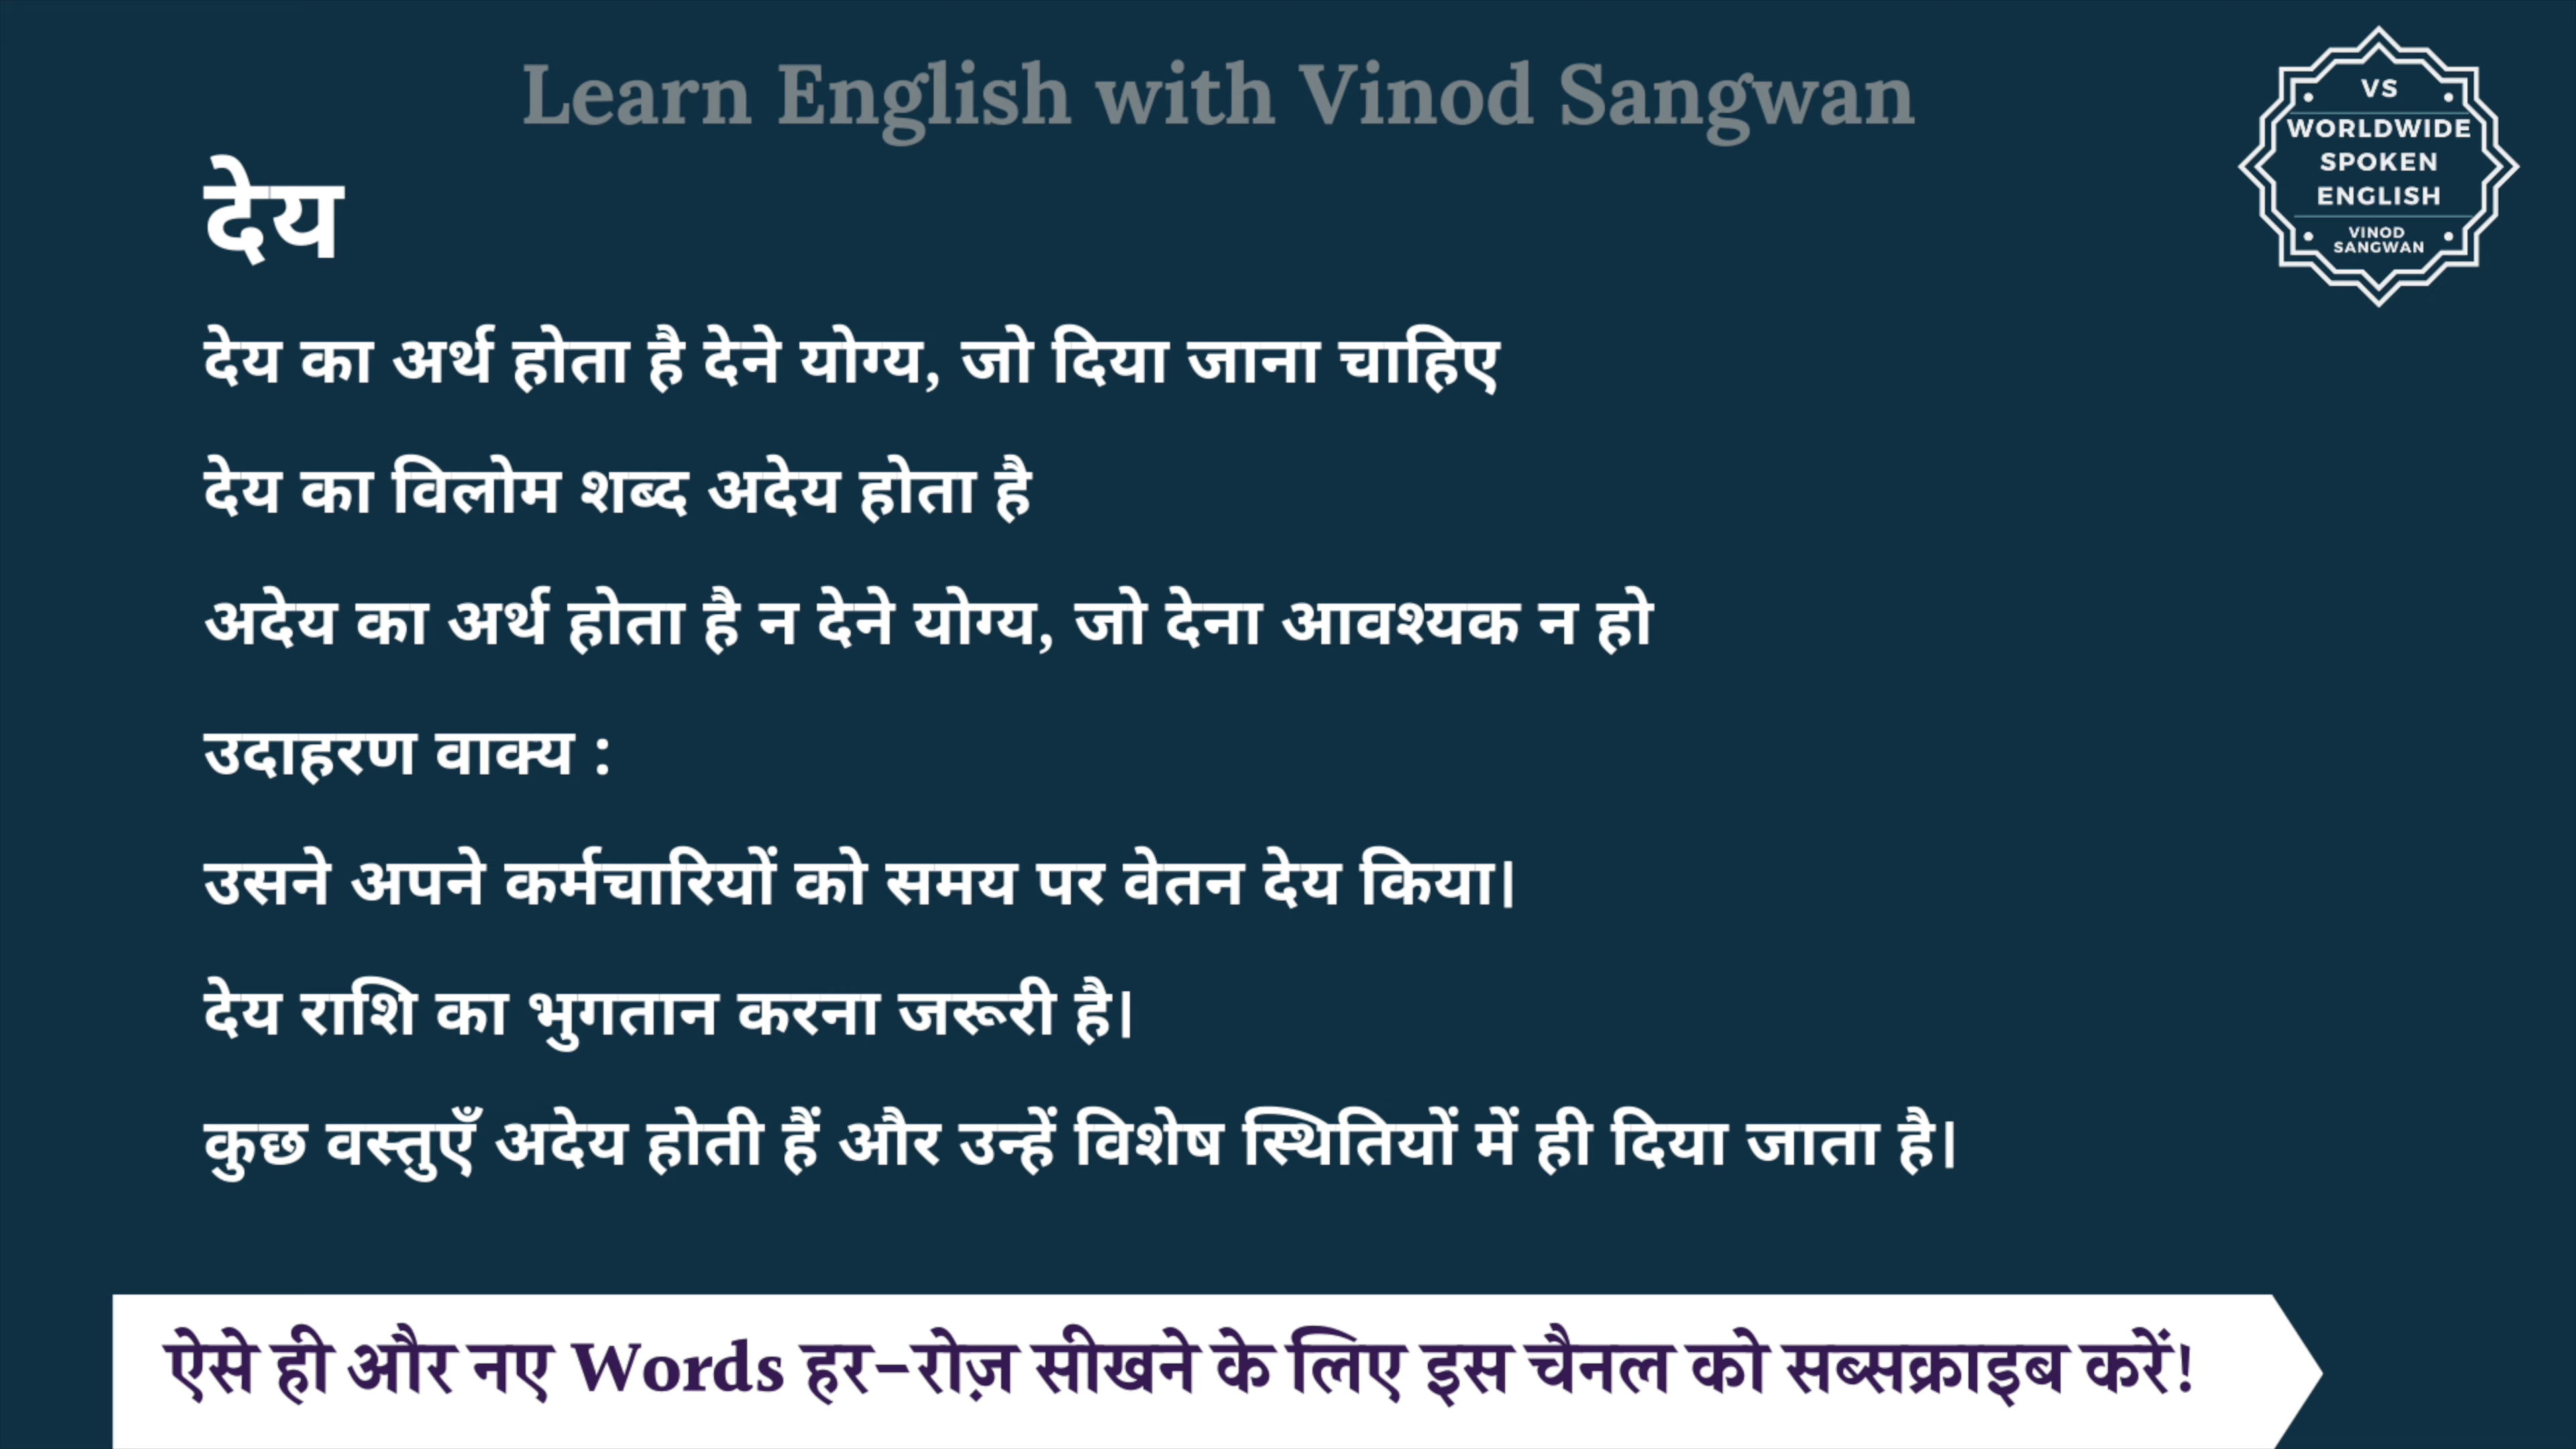 Learn English with Vinod Sangwan
VS
WORLDWIDE
SPOKEN
ENGLISH
VINOD
SANGWAN
देय
देय का अर्थ होता है देने योग्य, जो दिया जाना चाहिए
देय का विलोम शब्द अदेय होता है
अदेय का अर्थ होता है न देने योग्य, जो देना आवश्यक न हो
उदाहरण वाक्य :
उसने अपने कर्मचारियों को समय पर वेतन देय किया।
देय राशि का भुगतान करना जरूरी है।
कुछ वस्तुएँ अदेय होती हैं और उन्हें विशेष स्थितियों में ही दिया जाता है।
ऐसे ही और नए Words हर-रोज़ सीखने के लिए इस चैनल को सब्सक्राइब करें!